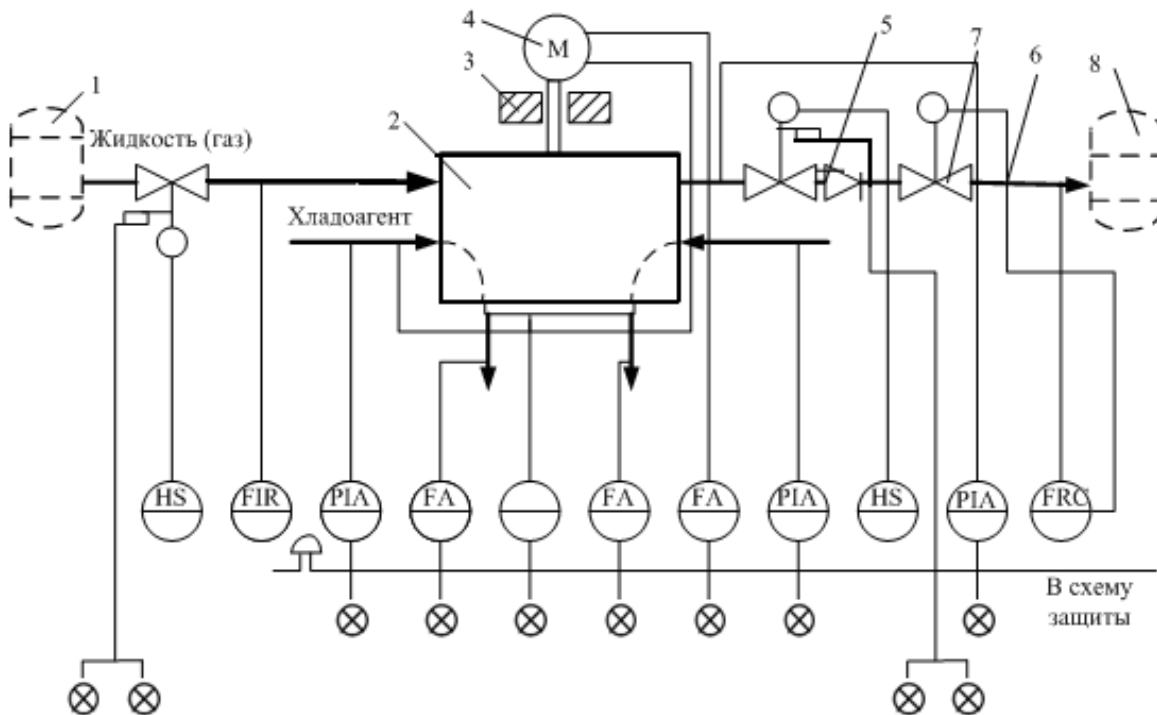 4
M
5
7
6
3
8
1
2
Жидкость (газ)
Хладоагент
HS
FIR
PIA
FA
FA
FA
PIA
HS
PIA
FRC
В схему
защиты